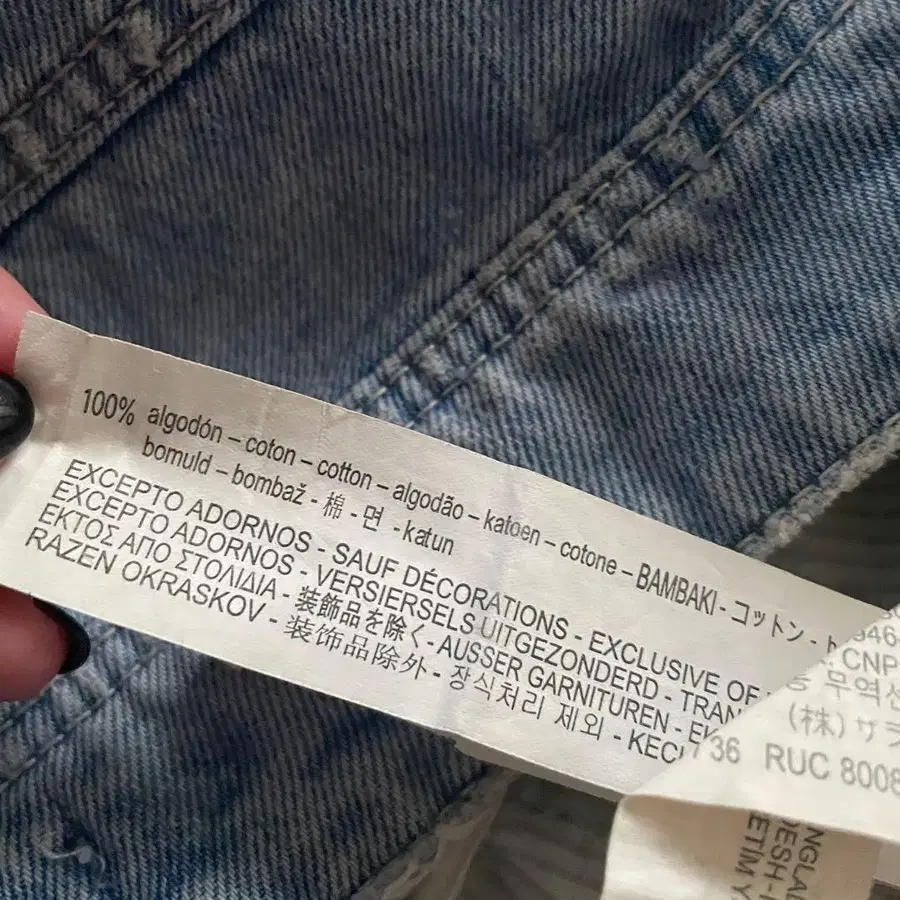 100% algodón – coton – cotton – algodão – katoen – cotone – ΒΑΜΒΑΚΙ - コットン -
bomuld – bombaž - 棉 - 면 - katun
EXCEPTO ADORNOS - SAUF DÉCORATIONS - EXCLUSIVE OF
EXCEPTO ADORNOS - VERSIERSELS UITGEZONDERD -
ΕΚΤΟΣ ΑΠΟ ΣΤΟΛΙΔΙΑ - 装飾品を除く - AUSSER GARNITUREN -
RAZEN OKRASKOV - 装饰品除外 - 장식처리 제외 -
CNP
무역
(株)
36 RUC 8008